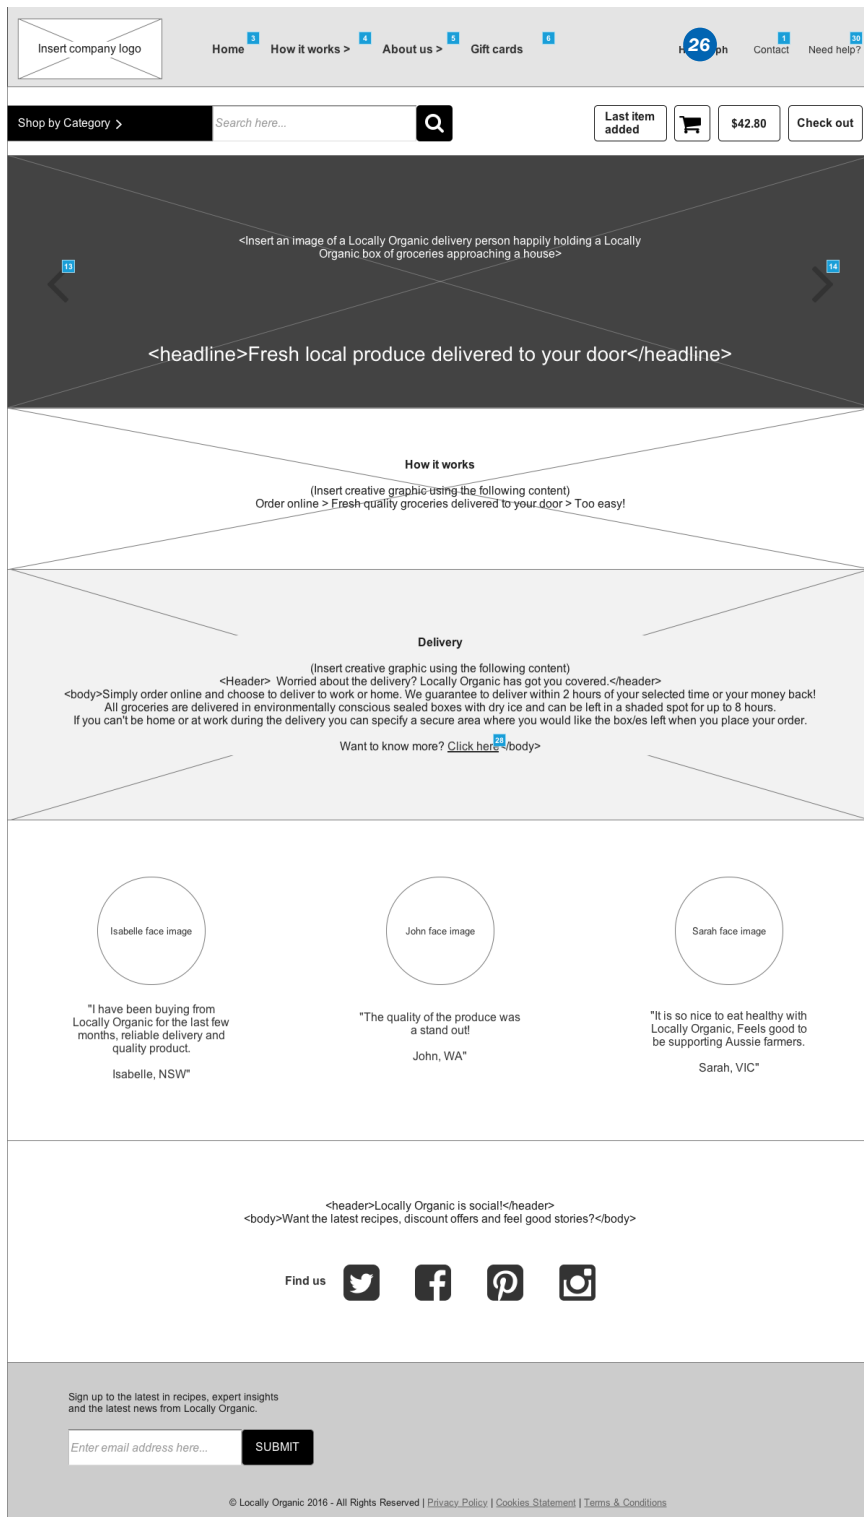 Insert company logo
Home 3 How it works > 4 About us > 5 Gift cards 6
26
Contact 1 Need help? 30
Shop by Category
Search here...
Last item
added
$42.80
Check out
13
14
<Insert an image of a Locally Organic delivery person happily holding a Locally
Organic box of groceries approaching a house>
<headline>Fresh local produce delivered to your door</headline>
How it works
(Insert creative graphic using the following content)
Order online > Fresh quality groceries delivered to your door > Too easy!
Delivery
(Insert creative graphic using the following content)
<Header> Worried about the delivery? Locally Organic has got you covered.</header>
<body>Simply order online and choose to deliver to work or home. We guarantee to deliver within 2 hours of your selected time or your money back!
All groceries are delivered in environmentally conscious sealed boxes with dry ice and can be left in a shaded spot for up to 8 hours.
If you can't be home or at work during the delivery you can specify a secure area where you would like the box/es left when you place your order.
Want to know more? Click here 28 </body>
Isabelle face image
"I have been buying from
Locally Organic for the last few
months, reliable delivery and
quality product.
Isabelle, NSW"
John face image
"The quality of the produce was
a stand out!
John, WA"
Sarah face image
"It is so nice to eat healthy with
Locally Organic, Feels good to
be supporting Aussie farmers.
Sarah, VIC"
<header>Locally Organic is social!</header>
<body>Want the latest recipes, discount offers and feel good stories?</body>
Find us
Sign up to the latest in recipes, expert insights
and the latest news from Locally Organic.
Enter email address here...
SUBMIT
© Locally Organic 2016 - All Rights Reserved | Privacy Policy | Cookies Statement | Terms & Conditions